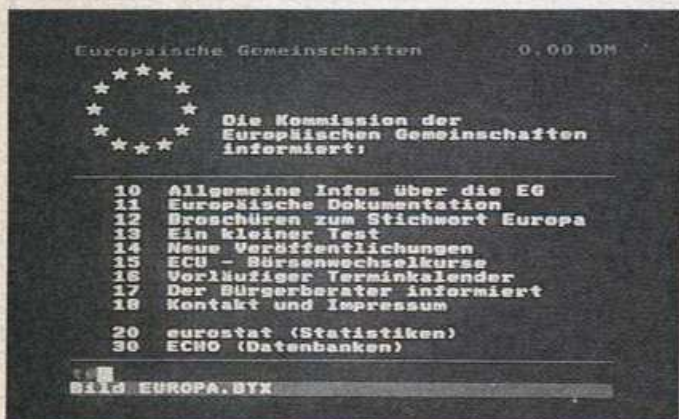 Europäische Gemeinschaften 0.00 DM
Die Kommission der
Europäischen Gemeinschaften
informiert:
10 Allgemeine Infos über die EG
11 Europäische Dokumentation
12 Broschüren zum Stichwort Europa
13 Ein kleiner Test
14 Neue Veröffentlichungen
15 ECU - Börsenwechselkurse
16 Vorläufiger Terminkalender
17 Der Bürgerberater informiert
18 Kontakt und Impressum
20 eurostat (Statistiken)
30 ECHO (Datenbanken)
Bild EUROPA.BTX